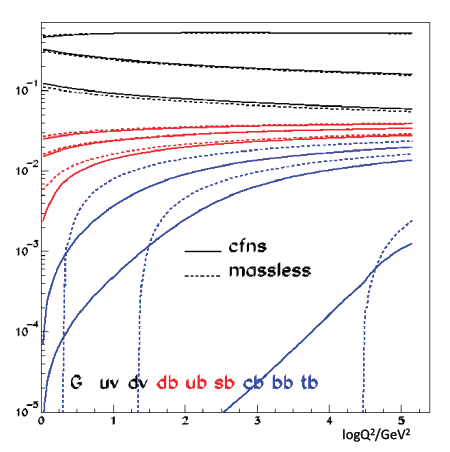 10⁻¹
10⁻²
10⁻³
cfns
massless
10⁻⁴
G uv dv db ub sb cb bb tb
10⁻⁵
0 1 2 3 4 5
logQ²/GeV²